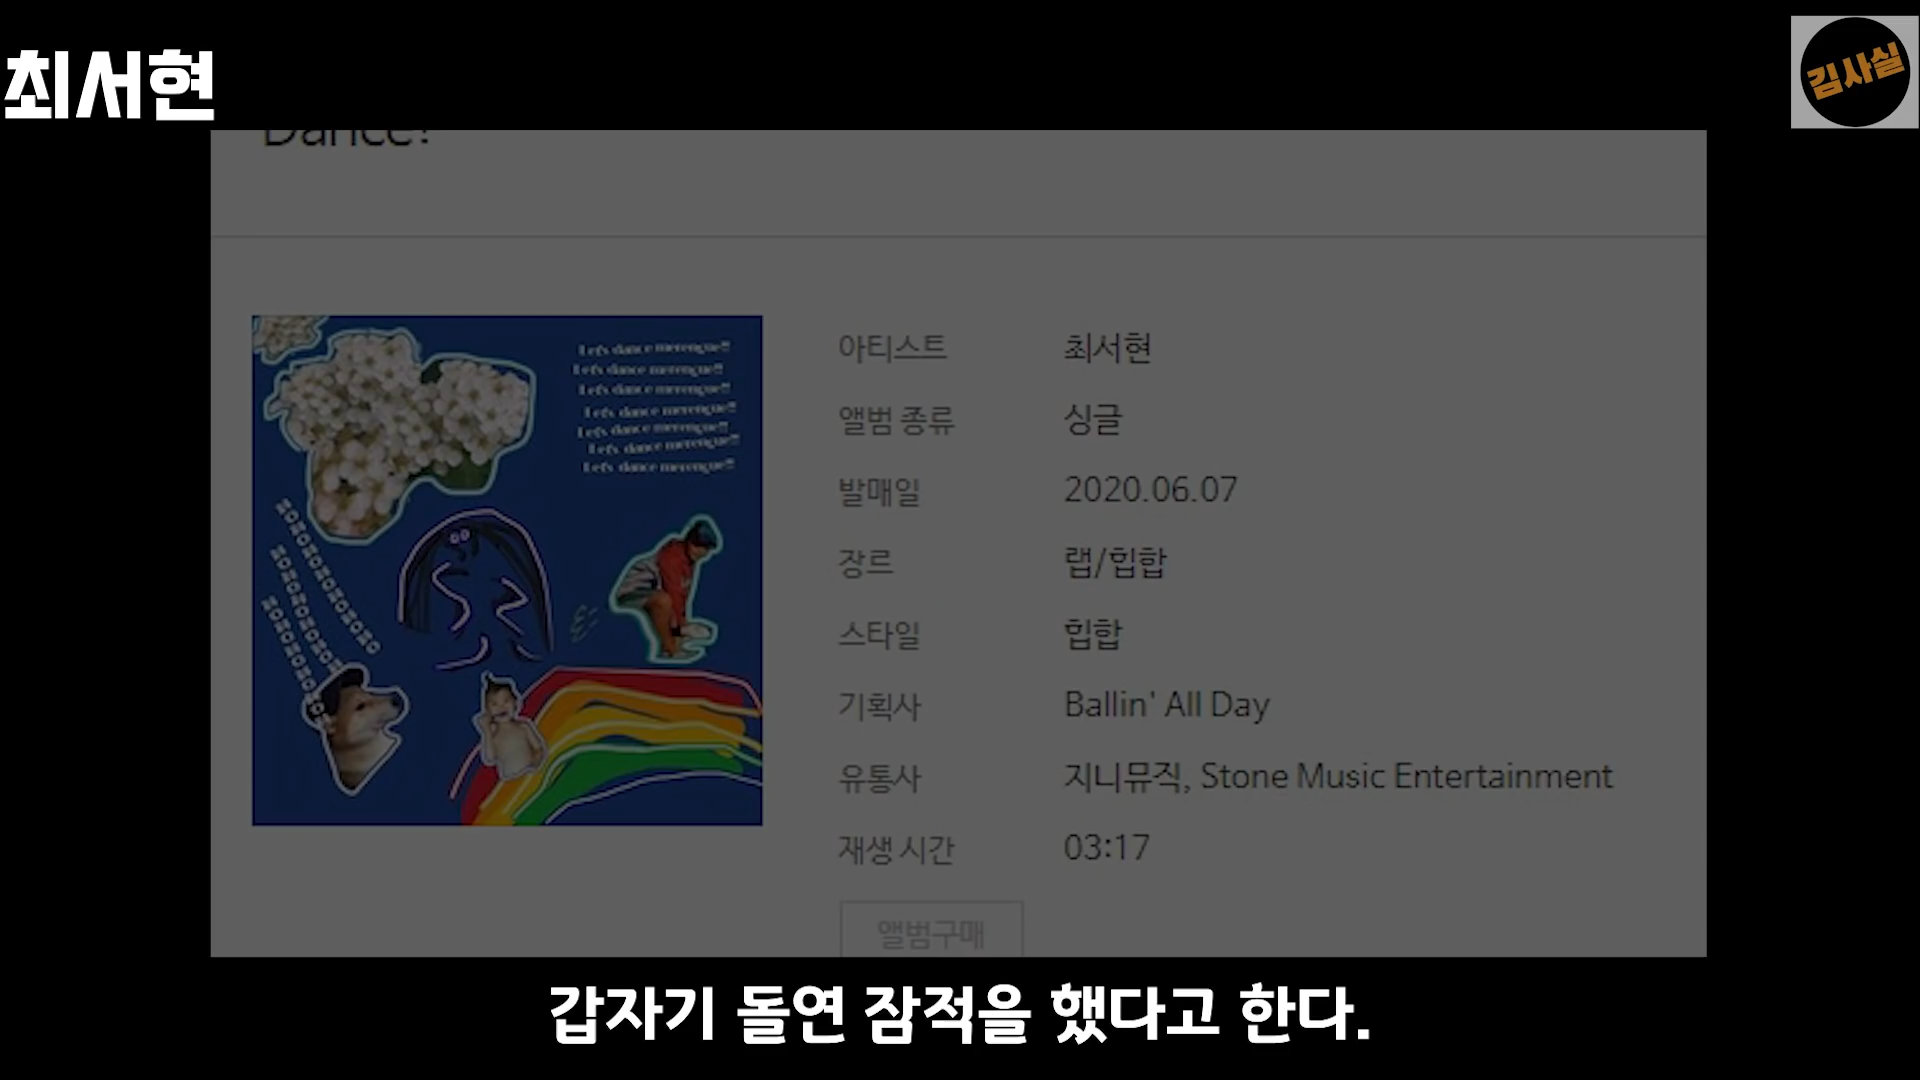 최서현
김사실
Dance!
아티스트 최서현
앨범 종류 싱글
발매일 2020.06.07
장르 랩/힙합
스타일 힙합
기획사 Ballin' All Day
유통사 지니뮤직, Stone Music Entertainment
재생 시간 03:17
앨범구매
Let's dance merengue!!
Let's dance merengue!!
Let's dance merengue!!
Let's dance merengue!!
Let's dance merengue!!
Let's dance merengue!!
Let's dance merengue!!
갑자기 돌연 잠적을 했다고 한다.